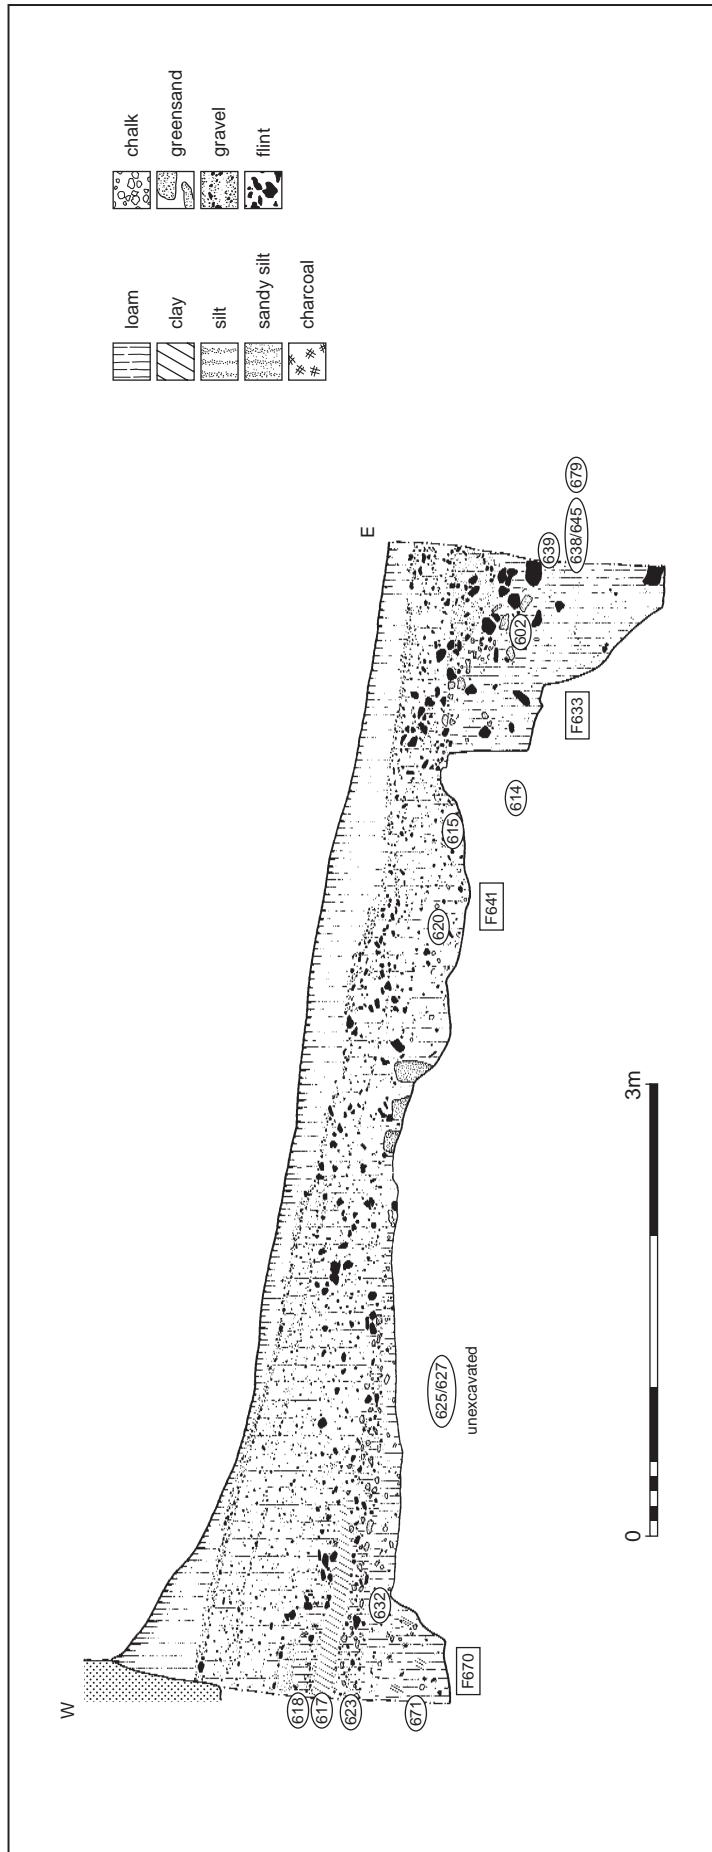 loam
clay
silt
sandy silt
charcoal
chalk
greensand
gravel
flint
W
E
618
617
623
671
632
F670
625/627
unexcavated
620
615
F641
614
602
F633
639
638/645
679
0
3m